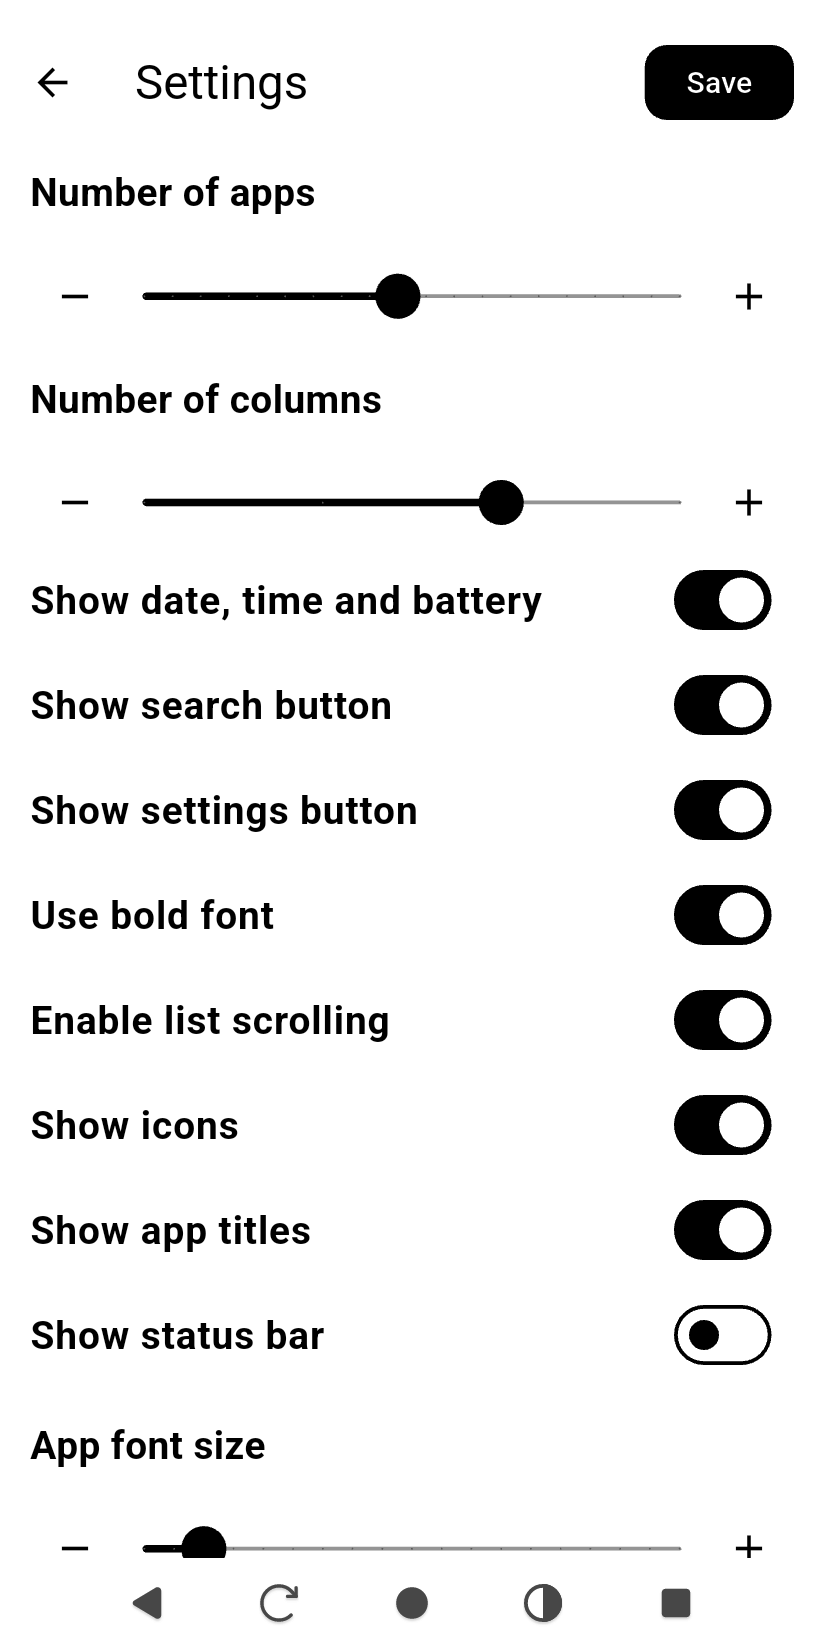 Settings
Save
Number of apps
Number of columns
Show date, time and battery
Show search button
Show settings button
Use bold font
Enable list scrolling
Show icons
Show app titles
Show status bar
App font size